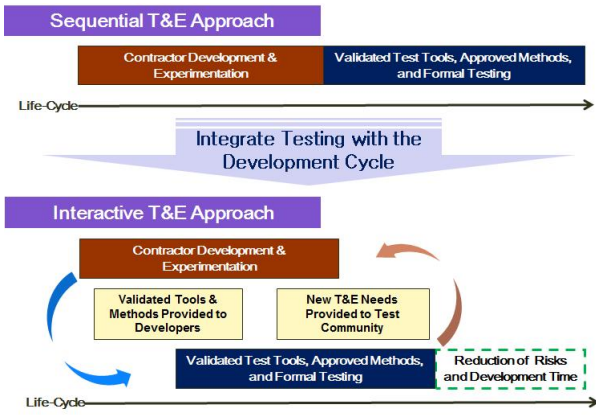 Sequential T&E Approach
Contractor Development &
Experimentation
Validated Test Tools, Approved Methods,
and Formal Testing
Life-Cycle
Integrate Testing with the
Development Cycle
Interactive T&E Approach
Contractor Development &
Experimentation
Validated Tools &
Methods Provided to
Developers
New T&E Needs
Provided to Test
Community
Validated Test Tools, Approved Methods,
and Formal Testing
Reduction of Risks
and Development Time
Life-Cycle